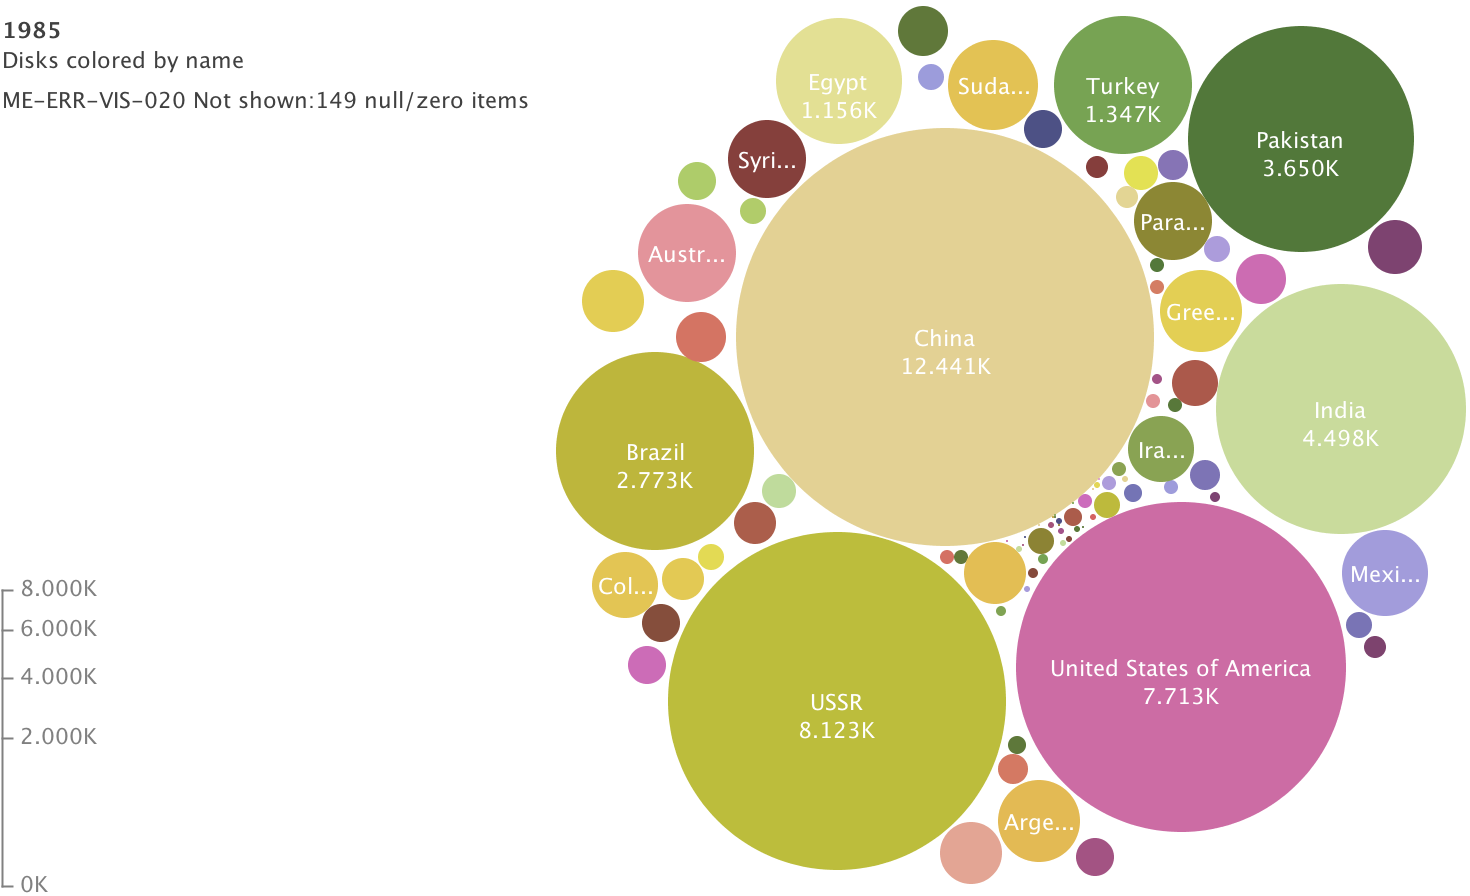 1985
Disks colored by name
ME-ERR-VIS-020 Not shown:149 null/zero items
Egypt
1.156K
Suda...
Turkey
1.347K
Pakistan
3.650K
Syri...
Para...
Austr...
Gree...
China
12.441K
India
4.498K
Brazil
2.773K
Ira...
Col...
Mexi...
8.000K
6.000K
4.000K
2.000K
0K
United States of America
7.713K
USSR
8.123K
Arge...